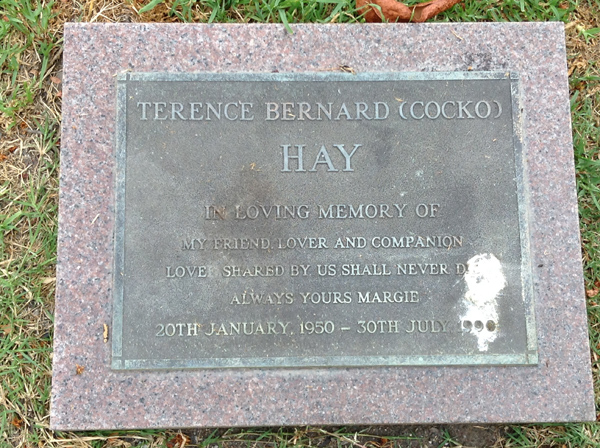 TERENCE BERNARD (COCKO)
HAY
IN LOVING MEMORY OF
MY FRIEND, LOVER AND COMPANION
LOVE, SHARED BY US SHALL NEVER
ALWAYS YOURS MARGIE
20TH JANUARY, 1950 – 30TH JULY,